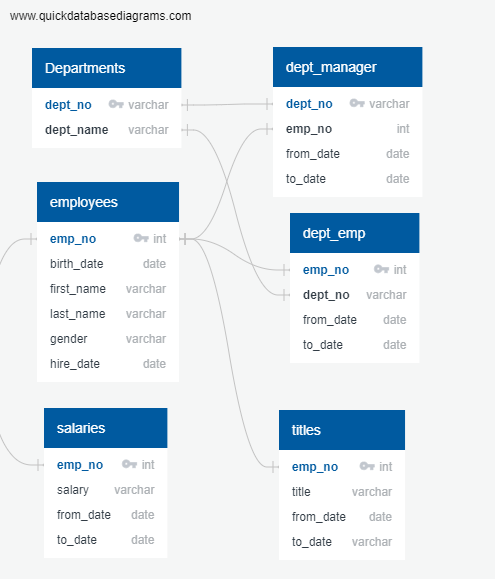 www.quickdatabasediagrams.com
Departments
dept_no varchar
dept_name varchar
dept_manager
dept_no varchar
emp_no int
from_date date
to_date date
employees
emp_no int
birth_date date
first_name varchar
last_name varchar
gender varchar
hire_date date
dept_emp
emp_no int
dept_no varchar
from_date date
to_date date
salaries
emp_no int
salary varchar
from_date date
to_date date
titles
emp_no int
title varchar
from_date date
to_date varchar